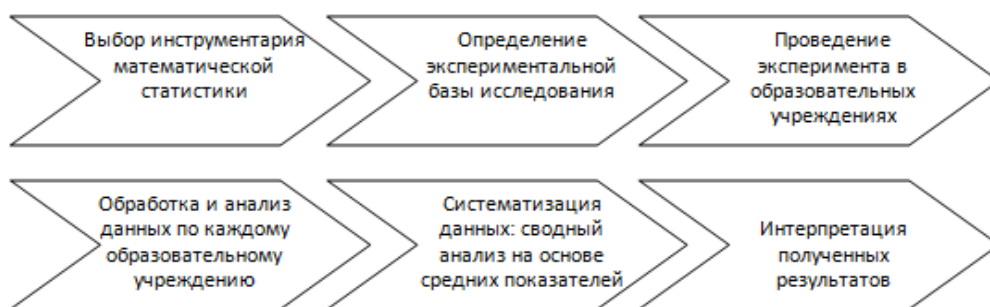 Выбор инструментария
математической
статистики
Определение
экспериментальной
базы исследования
Проведение
эксперимента в
образовательных
учреждениях
Обработка и анализ
данных по каждому
образовательному
учреждению
Систематизация
данных: сводный
анализ на основе
средних показателей
Интерпретация
полученных
результатов